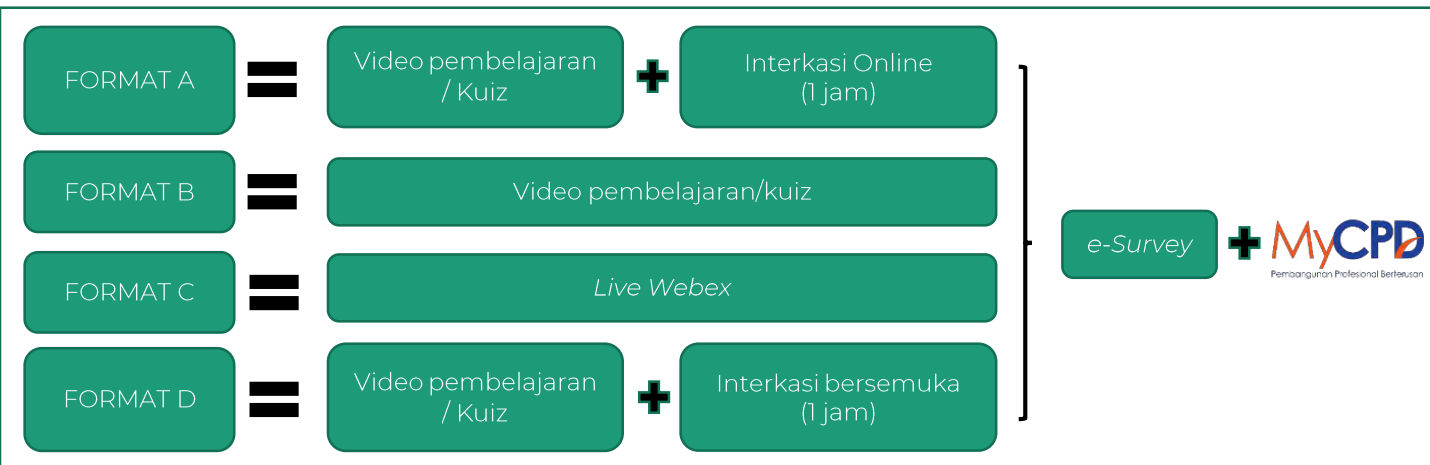 FORMAT A
Video pembelajaran
/ Kuiz
Interkasi Online
(1 jam)
FORMAT B
Video pembelajaran/kuiz
FORMAT C
Live Webex
FORMAT D
Video pembelajaran
/ Kuiz
Interkasi bersemuka
(1 jam)
e-Survey
MyCPD
Pembangunan Profesional Berterusan